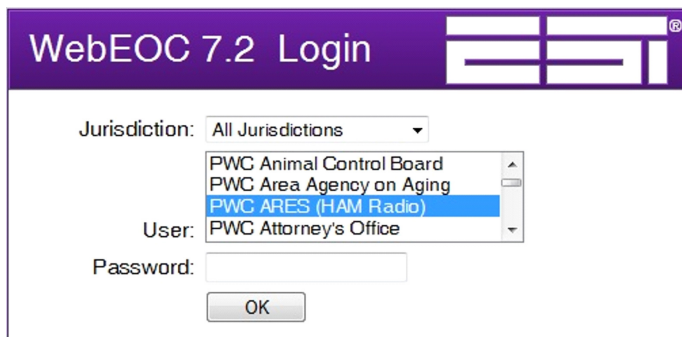 WebEOC 7.2 Login
®
Jurisdiction: All Jurisdictions
PWC Animal Control Board
PWC Area Agency on Aging
PWC ARES (HAM Radio)
User: PWC Attorney's Office
Password:
OK